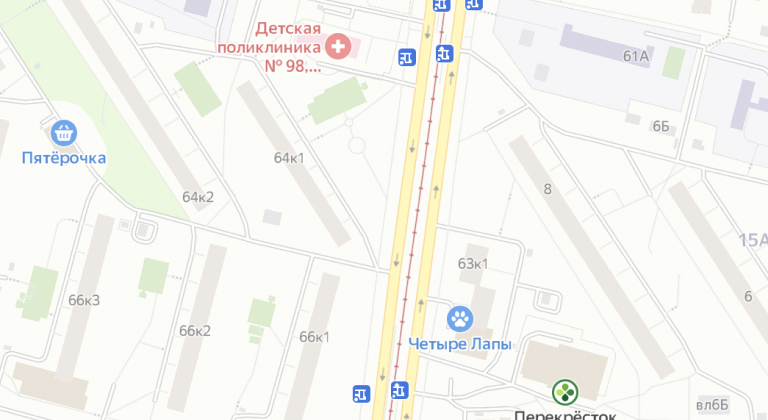 Детская
поликлиника
№ 98,...
61А
6Б
Пятёрочка
64к1
64к2
8
15А
63к1
6
66к3
66к2
66к1
Четыре Лапы
вл6Б
Перекрёсток